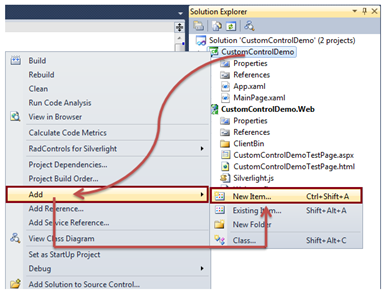 Solution Explorer
Solution 'CustomControlDemo' (2 projects)
CustomControlDemo
Properties
References
App.xaml
MainPage.xaml
CustomControlDemo.Web
Properties
References
ClientBin
CustomControlDemoTestPage.aspx
CustomControlDemoTestPage.html
Silverlight.js
Build
Rebuild
Clean
Run Code Analysis
View in Browser
Calculate Code Metrics
RadControls for Silverlight
Project Dependencies...
Project Build Order...
Add
Add Reference...
Add Service Reference...
View Class Diagram
Set as StartUp Project
Debug
Add Solution to Source Control...
New Item... Ctrl+Shift+A
Existing Item... Shift+Alt+A
New Folder
Class... Shift+Alt+C